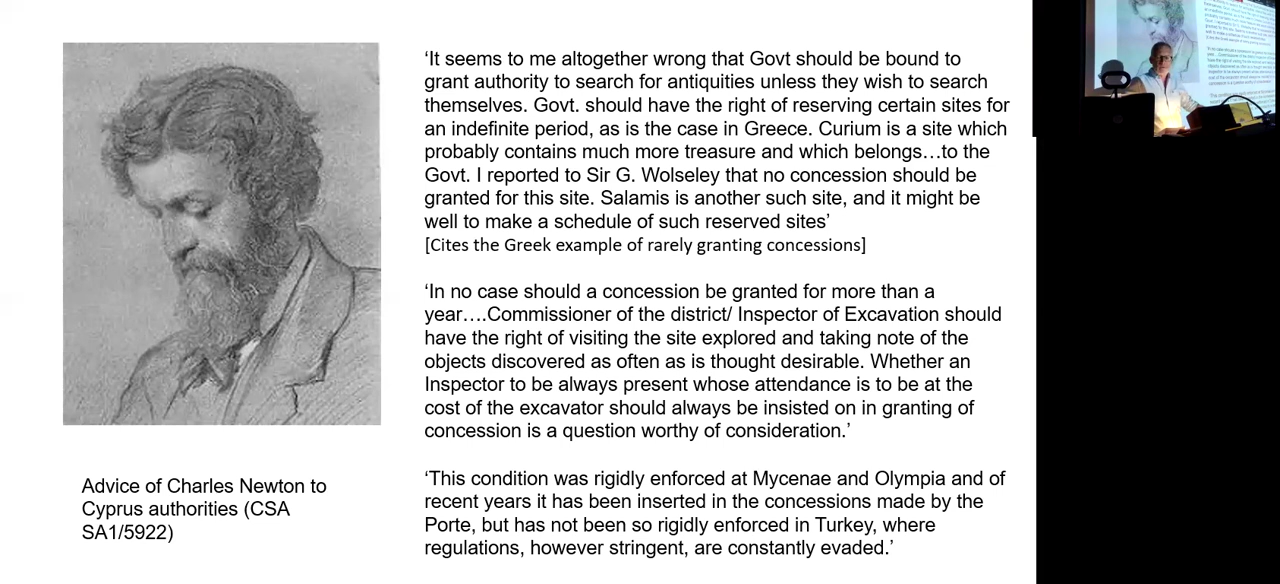 ‘It seems to me altogether wrong that Govt should be bound to
grant authority to search for antiquities unless they wish to search
themselves. Govt. should have the right of reserving certain sites for
an indefinite period, as is the case in Greece. Curium is a site which
probably contains much more treasure and which belongs…to the
Govt. I reported to Sir G. Wolseley that no concession should be
granted for this site. Salamis is another such site, and it might be
well to make a schedule of such reserved sites’
[Cites the Greek example of rarely granting concessions]
‘In no case should a concession be granted for more than a
year….Commissioner of the district/ Inspector of Excavation should
have the right of visiting the site explored and taking note of the
objects discovered as often as is thought desirable. Whether an
Inspector to be always present whose attendance is to be at the
cost of the excavator should always be insisted on in granting of
concession is a question worthy of consideration.’
‘This condition was rigidly enforced at Mycenae and Olympia and of
recent years it has been inserted in the concessions made by the
Porte, but has not been so rigidly enforced in Turkey, where
regulations, however stringent, are constantly evaded.’
Advice of Charles Newton to
Cyprus authorities (CSA
SA1/5922)